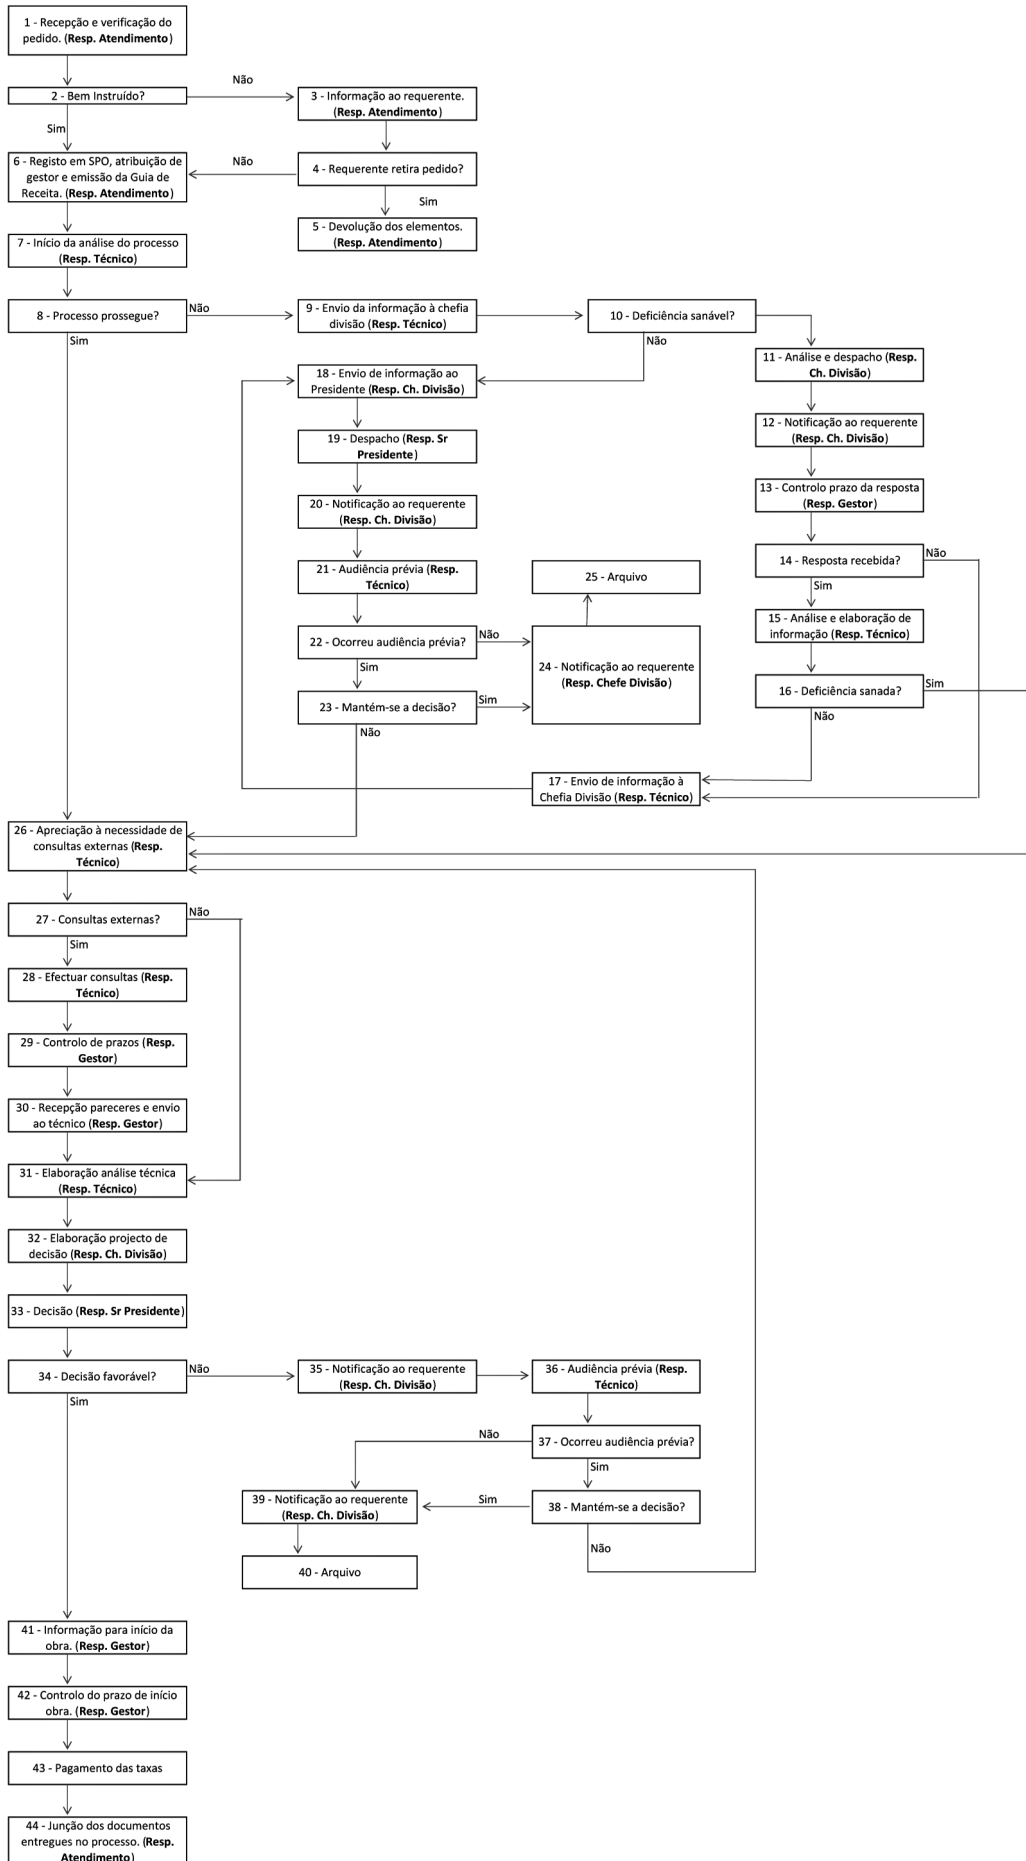 1 - Recepção e verificação do
pedido. (Resp. Atendimento)
Não
2 - Bem Instruído?
3 - Informação ao requerente.
(Resp. Atendimento)
Sim
6 - Registo em SPO, atribuição de
gestor e emissão da Guia de
Receita. (Resp. Atendimento)
Não
4 - Requerente retira pedido?
Sim
5 - Devolução dos elementos.
(Resp. Atendimento)
7 - Início da análise do processo
(Resp. Técnico)
8 - Processo prossegue?
Não
9 - Envio da informação à chefia
divisão (Resp. Técnico)
10 - Deficiência sanável?
Sim
Não
11 - Análise e despacho (Resp.
Ch. Divisão)
18 - Envio de informação ao
Presidente (Resp. Ch. Divisão)
12 - Notificação ao requerente
(Resp. Ch. Divisão)
19 - Despacho (Resp. Sr
Presidente)
13 - Controlo prazo da resposta
(Resp. Gestor)
20 - Notificação ao requerente
(Resp. Ch. Divisão)
14 - Resposta recebida?
Não
Sim
21 - Audiência prévia (Resp.
Técnico)
25 - Arquivo
15 - Análise e elaboração de
informação (Resp. Técnico)
22 - Ocorreu audiência prévia?
Não
Sim
24 - Notificação ao requerente
(Resp. Chefe Divisão)
16 - Deficiência sanada?
Sim
Não
23 - Mantém-se a decisão?
Sim
Não
17 - Envio de informação à
Chefia Divisão (Resp. Técnico)
26 - Apreciação à necessidade de
consultas externas (Resp.
Técnico)
27 - Consultas externas?
Não
Sim
28 - Efectuar consultas (Resp.
Técnico)
29 - Controlo de prazos (Resp.
Gestor)
30 - Recepção pareceres e envio
ao técnico (Resp. Gestor)
31 - Elaboração análise técnica
(Resp. Técnico)
32 - Elaboração projecto de
decisão (Resp. Ch. Divisão)
33 - Decisão (Resp. Sr Presidente)
34 - Decisão favorável?
Não
Sim
35 - Notificação ao requerente
(Resp. Ch. Divisão)
36 - Audiência prévia (Resp.
Técnico)
Não
37 - Ocorreu audiência prévia?
Sim
39 - Notificação ao requerente
(Resp. Ch. Divisão)
Sim
38 - Mantém-se a decisão?
Não
40 - Arquivo
41 - Informação para início da
obra. (Resp. Gestor)
42 - Controlo do prazo de início
obra. (Resp. Gestor)
43 - Pagamento das taxas
44 - Junção dos documentos
entregues no processo. (Resp.
Atendimento)